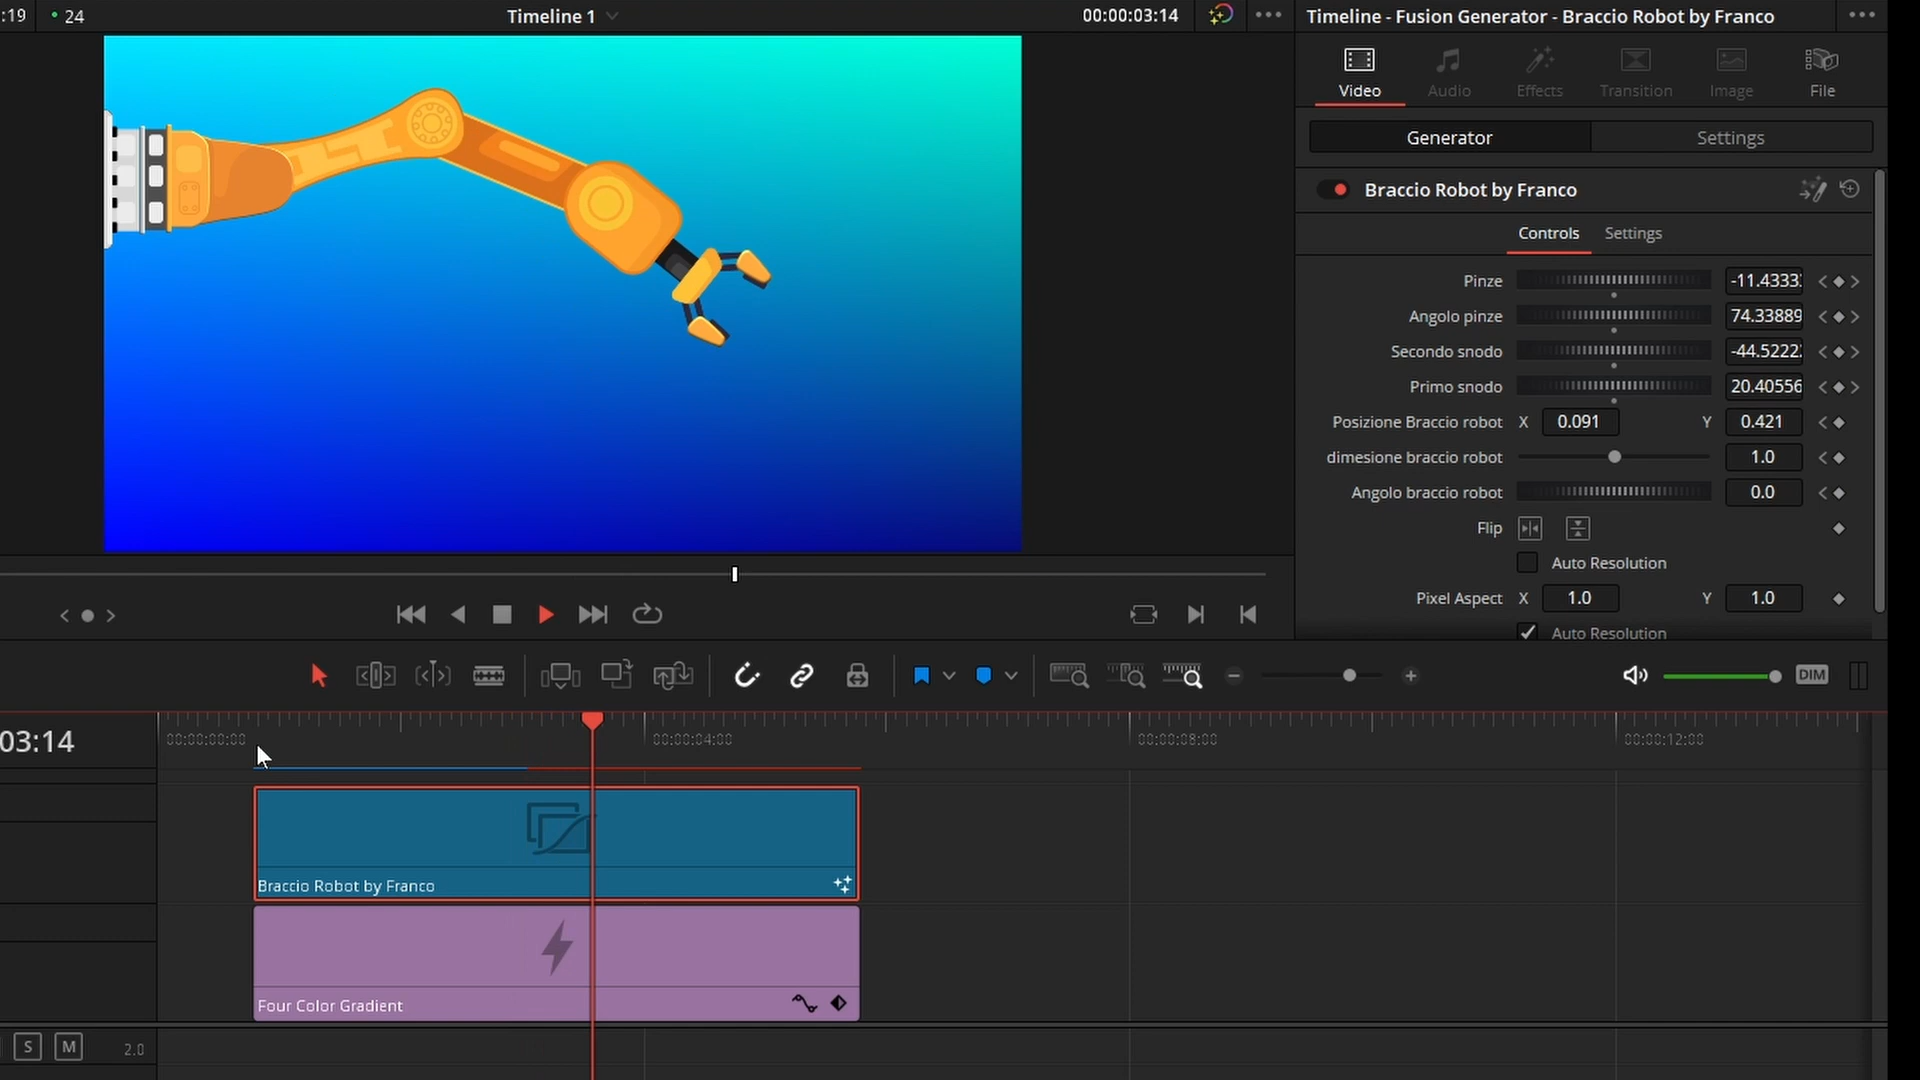 :19
24
Timeline 1
00:00:03:14
Timeline - Fusion Generator - Braccio Robot by Franco
Video
Audio
Effects
Transition
Image
File
Generator
Settings
Braccio Robot by Franco
Controls
Settings
Pinze
-11.4333
Angolo pinze
74.33889
Secondo snodo
-44.5222
Primo snodo
20.40556
Posizione Braccio robot X 0.091 Y 0.421
dimesione braccio robot 1.0
Angolo braccio robot 0.0
Flip
Auto Resolution
Pixel Aspect X 1.0 Y 1.0
Auto Resolution
DIM
03:14
00:00:00:00
00:00:04:00
00:00:08:00
00:00:12:00
Braccio Robot by Franco
Four Color Gradient
S
M
2.0